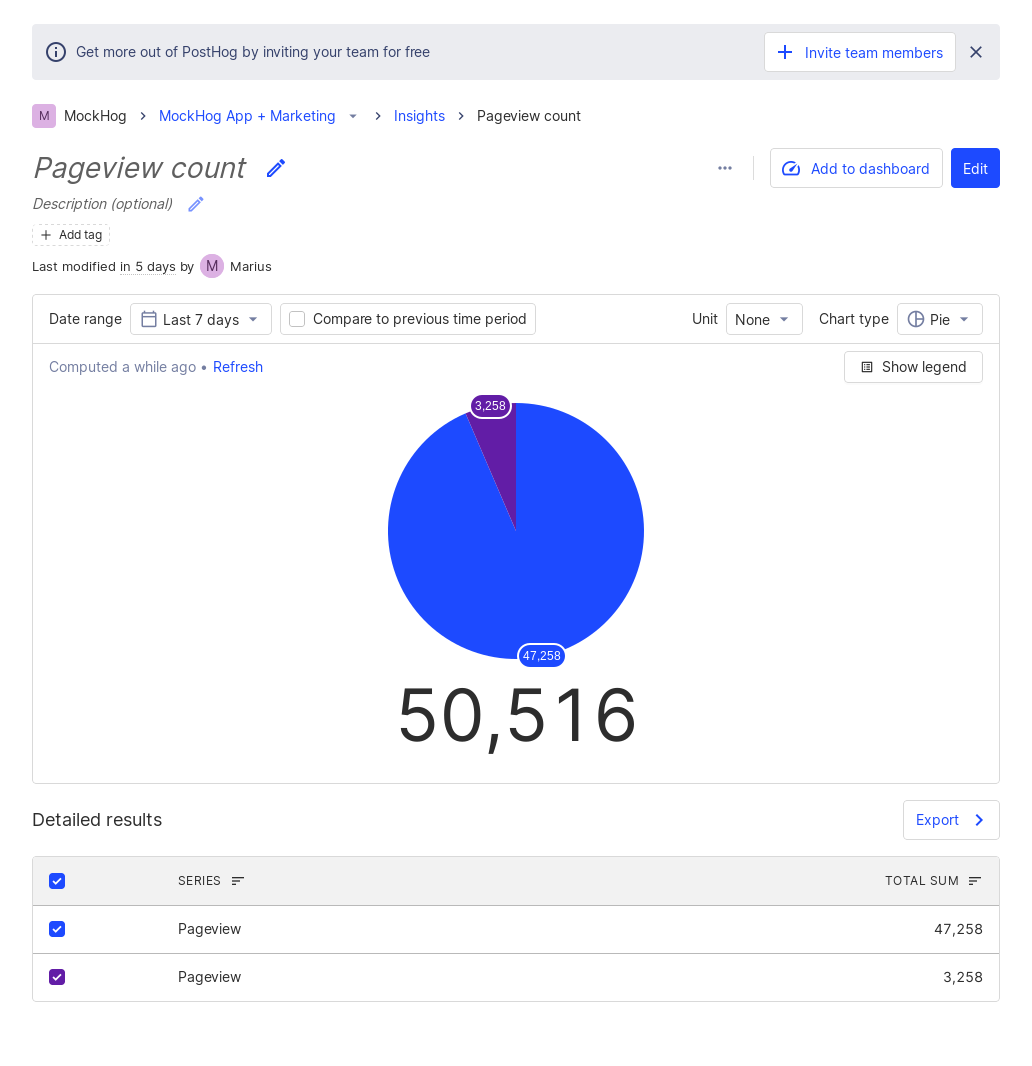 Get more out of PostHog by inviting your team for free
Invite team members
M MockHog MockHog App + Marketing Insights Pageview count
Pageview count
Add to dashboard
Edit
Description (optional)
Add tag
Last modified in 5 days by M Marius
Date range Last 7 days Compare to previous time period Unit None Chart type Pie
Computed a while ago • Refresh
Show legend
3,258
47,258
50,516
Detailed results
Export
SERIES TOTAL SUM
Pageview 47,258
Pageview 3,258